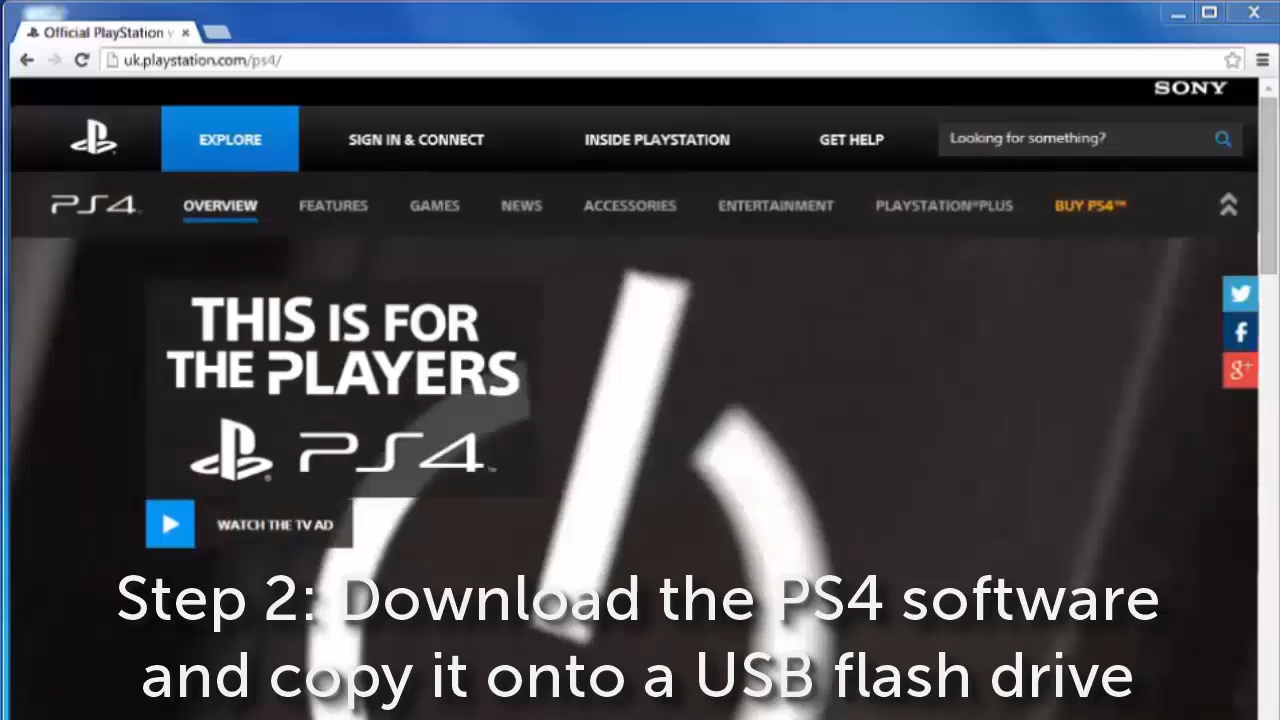 Official PlayStation w
uk.playstation.com/ps4/
SONY
EXPLORE
SIGN IN & CONNECT
INSIDE PLAYSTATION
GET HELP
Looking for something?
PS4™
OVERVIEW
FEATURES
GAMES
NEWS
ACCESSORIES
ENTERTAINMENT
PLAYSTATION®PLUS
BUY PS4™
THIS IS FOR
THE PLAYERS
PS4™
WATCH THE TV AD
g+
Step 2: Download the PS4 software
and copy it onto a USB flash drive